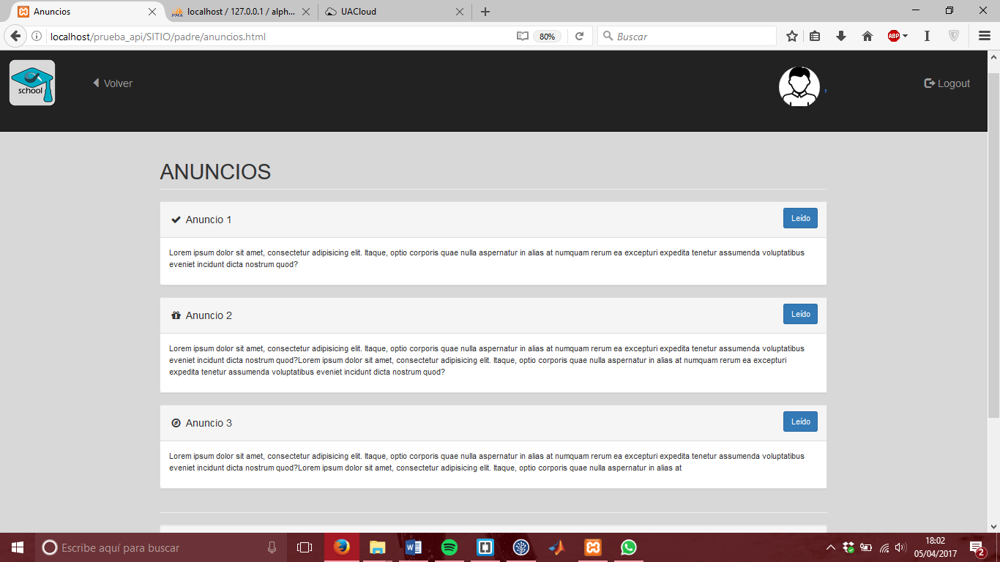 Anuncios
localhost / 127.0.0.1 / alph...
UACloud
localhost/prueba_api/SITIO/padre/anuncios.html
80%
Buscar
ABP
school
Volver
,
Logout
ANUNCIOS
Anuncio 1
Leído
Lorem ipsum dolor sit amet, consectetur adipisicing elit. Itaque, optio corporis quae nulla aspernatur in alias at numquam rerum ea excepturi expedita tenetur assumenda voluptatibus
eveniet incidunt dicta nostrum quod?
Anuncio 2
Leído
Lorem ipsum dolor sit amet, consectetur adipisicing elit. Itaque, optio corporis quae nulla aspernatur in alias at numquam rerum ea excepturi expedita tenetur assumenda voluptatibus
eveniet incidunt dicta nostrum quod?Lorem ipsum dolor sit amet, consectetur adipisicing elit. Itaque, optio corporis quae nulla aspernatur in alias at numquam rerum ea excepturi
expedita tenetur assumenda voluptatibus eveniet incidunt dicta nostrum quod?
Anuncio 3
Leído
Lorem ipsum dolor sit amet, consectetur adipisicing elit. Itaque, optio corporis quae nulla aspernatur in alias at numquam rerum ea excepturi expedita tenetur assumenda voluptatibus
eveniet incidunt dicta nostrum quod?Lorem ipsum dolor sit amet, consectetur adipisicing elit. Itaque, optio corporis quae nulla aspernatur in alias at
Escribe aquí para buscar
18:02
05/04/2017
2